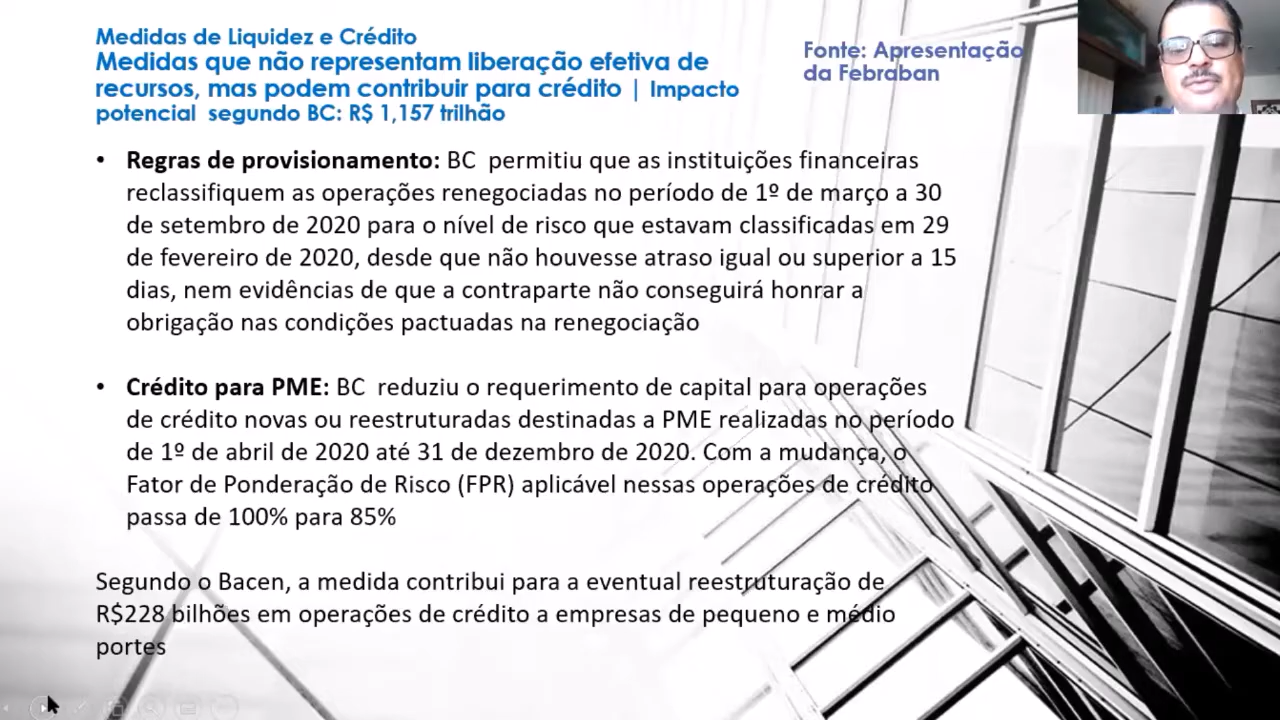 Medidas de Liquidez e Crédito
Medidas que não representam liberação efetiva de
recursos, mas podem contribuir para crédito | Impacto
potencial segundo BC: R$ 1,157 trilhão
Fonte: Apresentação
da Febraban
• Regras de provisionamento: BC permitiu que as instituições financeiras
reclassifiquem as operações renegociadas no período de 1º de março a 30
de setembro de 2020 para o nível de risco que estavam classificadas em 29
de fevereiro de 2020, desde que não houvesse atraso igual ou superior a 15
dias, nem evidências de que a contraparte não conseguirá honrar a
obrigação nas condições pactuadas na renegociação
• Crédito para PME: BC reduziu o requerimento de capital para operações
de crédito novas ou reestruturadas destinadas a PME realizadas no período
de 1º de abril de 2020 até 31 de dezembro de 2020. Com a mudança, o
Fator de Ponderação de Risco (FPR) aplicável nessas operações de crédito
passa de 100% para 85%
Segundo o Bacen, a medida contribui para a eventual reestruturação de
R$228 bilhões em operações de crédito a empresas de pequeno e médio
portes